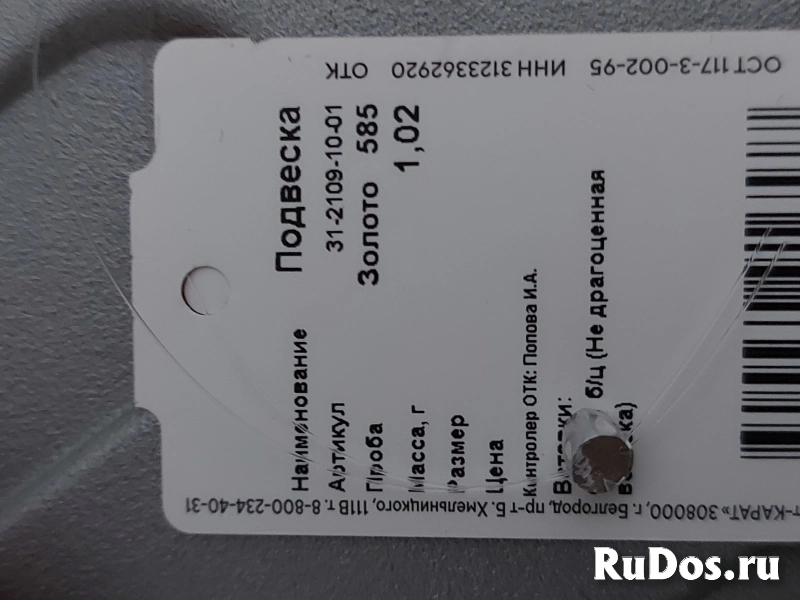 ОСТ 117-3-002-95 ИНН 3123362920 ОТК
Наименование Подвеска
Артикул 31-2109-10-01
Проба Золото 585
Масса, г 1,02
Размер
Цена
Контролер ОТК: Попова И.А.
б/ц (Не драгоценная
т-КАРАТ» 308000, г. Белгород, пр-т Б. Хмельницкого, 111В т. 8-800-234-40-31
RuDos.ru